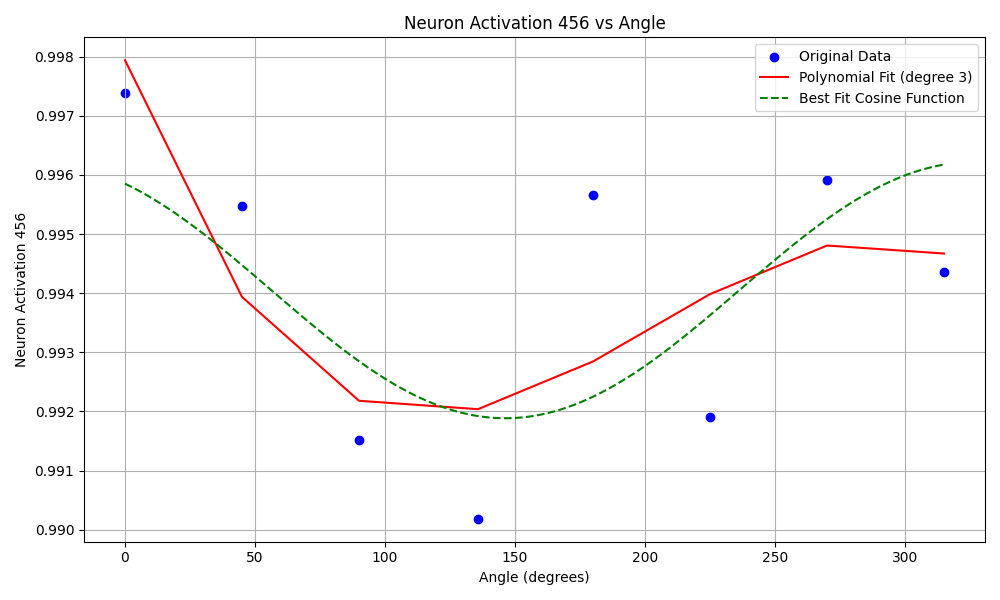 Neuron Activation 456 vs Angle
Original Data
Polynomial Fit (degree 3)
Best Fit Cosine Function
Neuron Activation 456
0.998
0.997
0.996
0.995
0.994
0.993
0.992
0.991
0.990
0 50 100 150 200 250 300
Angle (degrees)